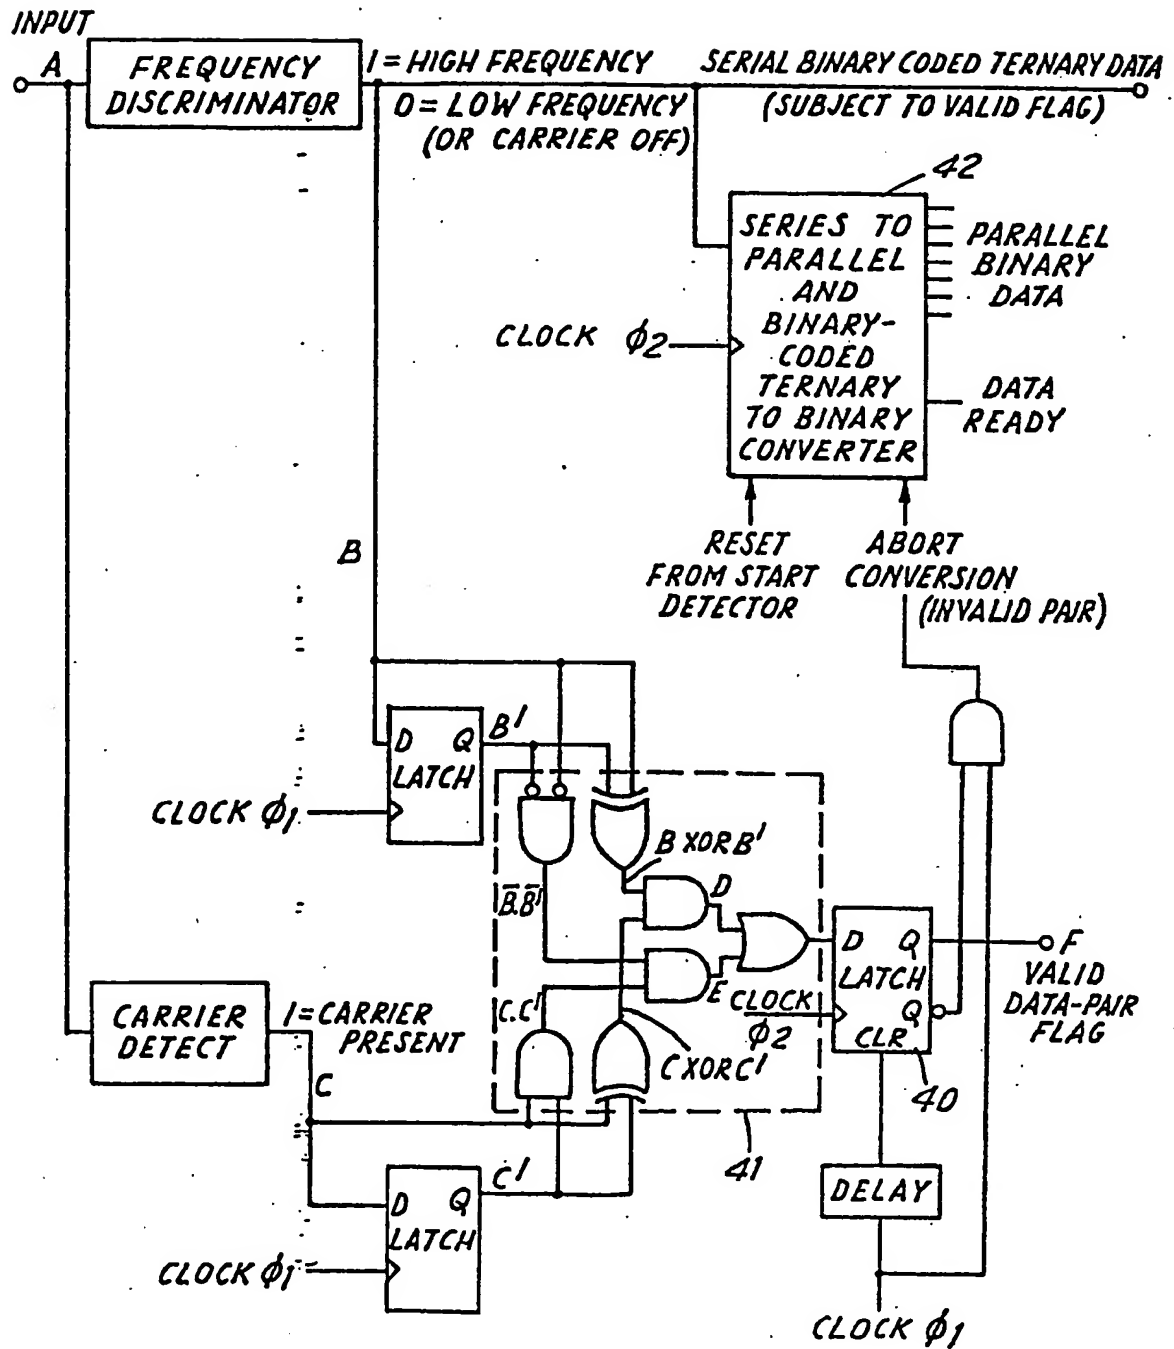 INPUT
A
FREQUENCY
DISCRIMINATOR
1 = HIGH FREQUENCY
0 = LOW FREQUENCY
(OR CARRIER OFF)
SERIAL BINARY CODED TERNARY DATA
(SUBJECT TO VALID FLAG)
42
SERIES TO
PARALLEL
AND
BINARY-
CODED
TERNARY
TO BINARY
CONVERTER
PARALLEL
BINARY
DATA
CLOCK ϕ2
DATA
READY
RESET
FROM START
DETECTOR
ABORT
CONVERSION
(INVALID PAIR)
B
D Q
LATCH
B'
CLOCK ϕ1
B XOR B'
B̅.B̅'
D
E
C.C'
C XOR C'
CLOCK
ϕ2
D Q
LATCH
Q
CLR
F
VALID
DATA-PAIR
FLAG
40
CARRIER
DETECT
1 = CARRIER
PRESENT
C
41
C'
D Q
LATCH
CLOCK ϕ1
DELAY
CLOCK ϕ1